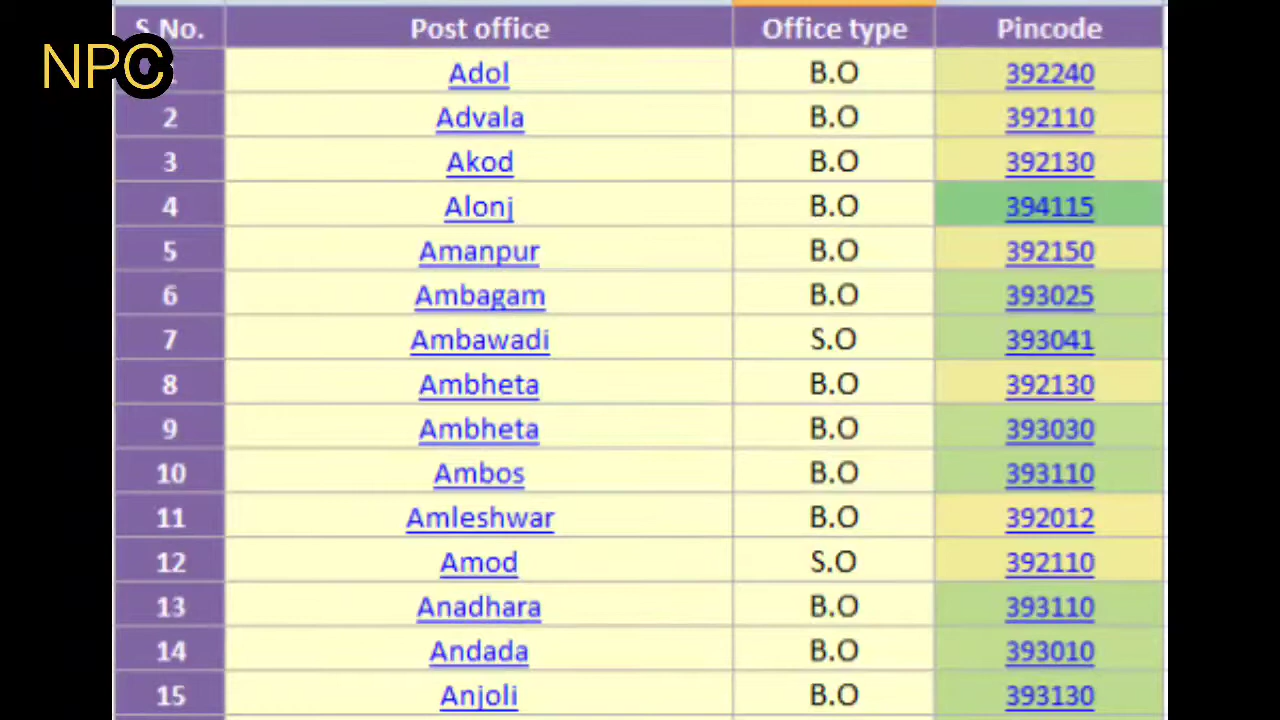 S.No. Post office Office type Pincode
NPC
1 Adol B.O 392240
2 Advala B.O 392110
3 Akod B.O 392130
4 Alonj B.O 394115
5 Amanpur B.O 392150
6 Ambagam B.O 393025
7 Ambawadi S.O 393041
8 Ambheta B.O 392130
9 Ambheta B.O 393030
10 Ambos B.O 393110
11 Amleshwar B.O 392012
12 Amod S.O 392110
13 Anadhara B.O 393110
14 Andada B.O 393010
15 Anjoli B.O 393130